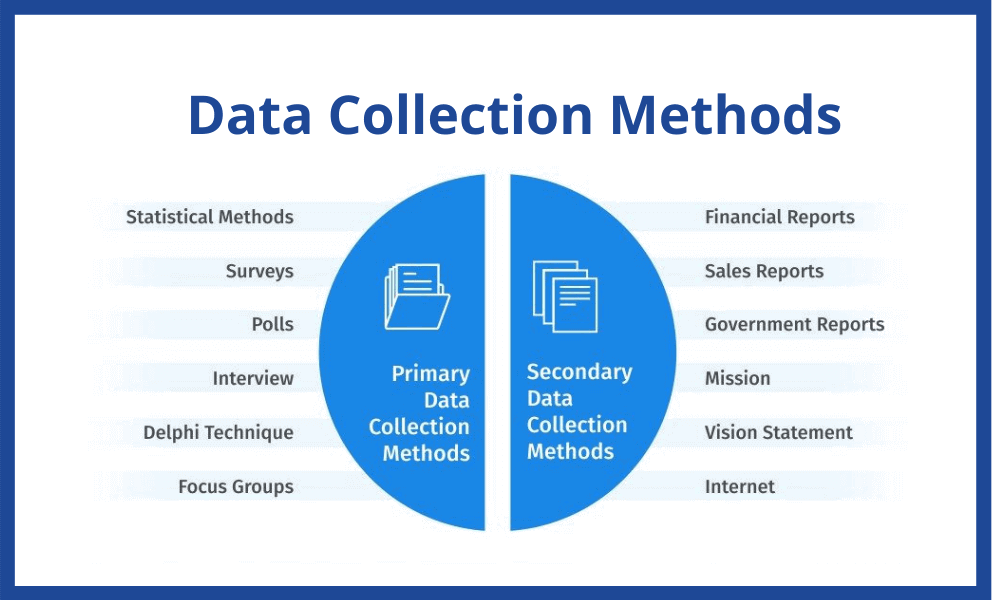 Data Collection Methods
Statistical Methods
Surveys
Polls
Interview
Delphi Technique
Focus Groups
Primary
Data
Collection
Methods
Secondary
Data
Collection
Methods
Financial Reports
Sales Reports
Government Reports
Mission
Vision Statement
Internet